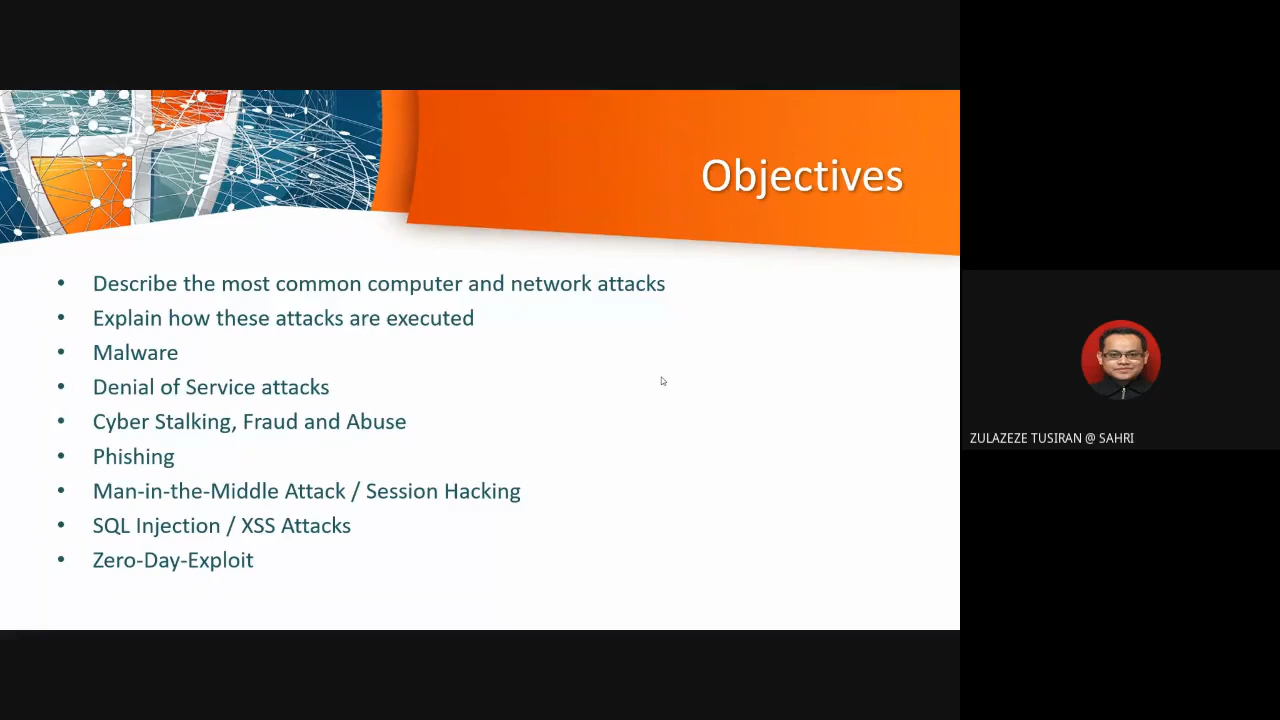 Objectives
• Describe the most common computer and network attacks
• Explain how these attacks are executed
• Malware
• Denial of Service attacks
• Cyber Stalking, Fraud and Abuse
• Phishing
• Man-in-the-Middle Attack / Session Hacking
• SQL Injection / XSS Attacks
• Zero-Day-Exploit
ZULAZEZE TUSIRAN @ SAHRI